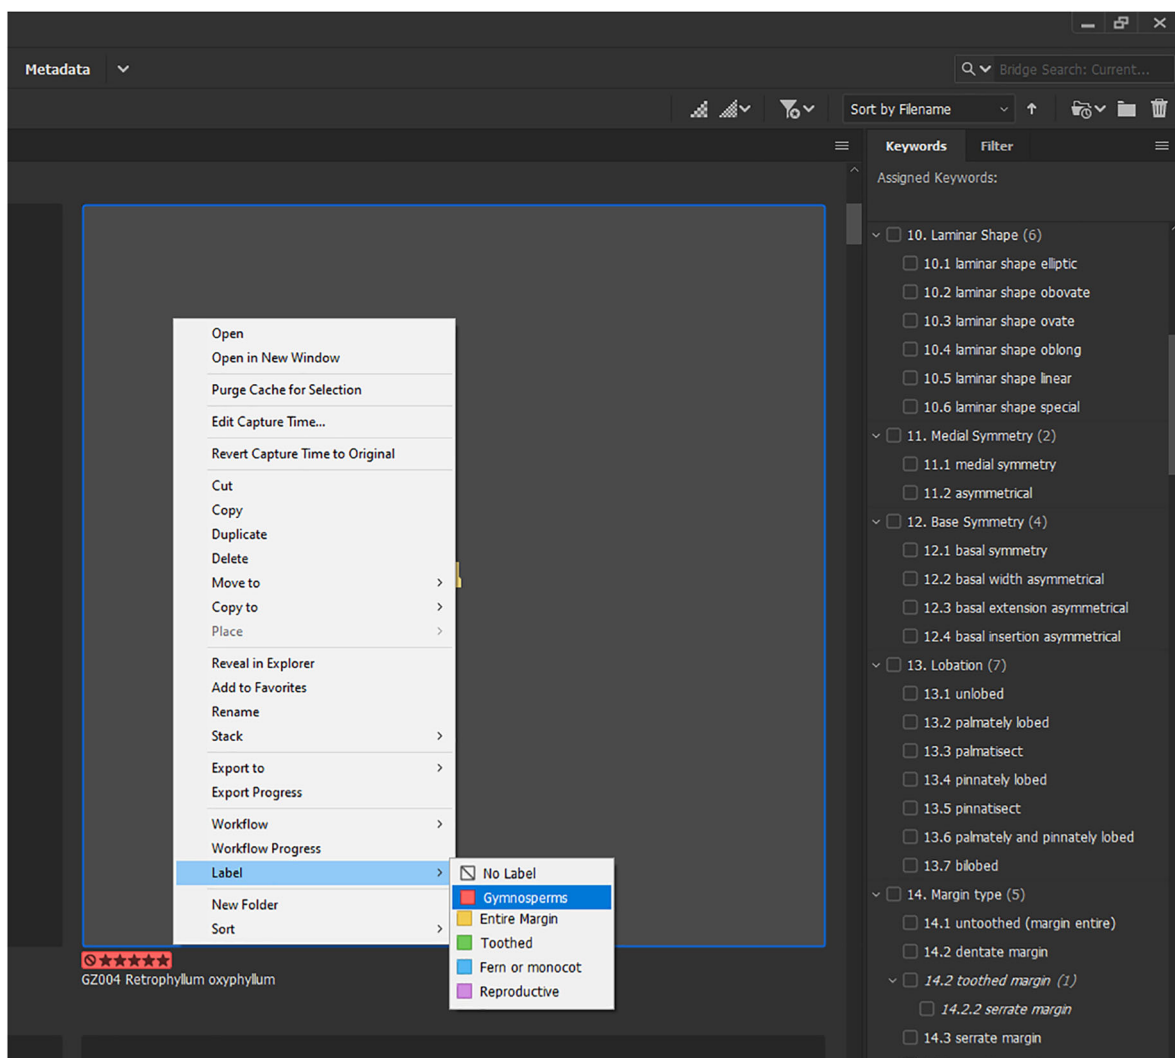 Metadata
Bridge Search: Current...
Sort by Filename
Keywords Filter
Assigned Keywords:
10. Laminar Shape (6)
10.1 laminar shape elliptic
10.2 laminar shape obovate
10.3 laminar shape ovate
10.4 laminar shape oblong
10.5 laminar shape linear
10.6 laminar shape special
11. Medial Symmetry (2)
11.1 medial symmetry
11.2 asymmetrical
12. Base Symmetry (4)
12.1 basal symmetry
12.2 basal width asymmetrical
12.3 basal extension asymmetrical
12.4 basal insertion asymmetrical
13. Lobation (7)
13.1 unlobed
13.2 palmately lobed
13.3 palmatisect
13.4 pinnately lobed
13.5 pinnatisect
13.6 palmately and pinnately lobed
13.7 bilobed
14. Margin type (5)
14.1 untoothed (margin entire)
14.2 dentate margin
14.2 toothed margin (1)
14.2.2 serrate margin
14.3 serrate margin
Open
Open in New Window
Purge Cache for Selection
Edit Capture Time...
Revert Capture Time to Original
Cut
Copy
Duplicate
Delete
Move to
Copy to
Place
Reveal in Explorer
Add to Favorites
Rename
Stack
Export to
Export Progress
Workflow
Workflow Progress
Label
New Folder
Sort
No Label
Gymnosperms
Entire Margin
Toothed
Fern or monocot
Reproductive
GZ004 Retrophyllum oxyphyllum